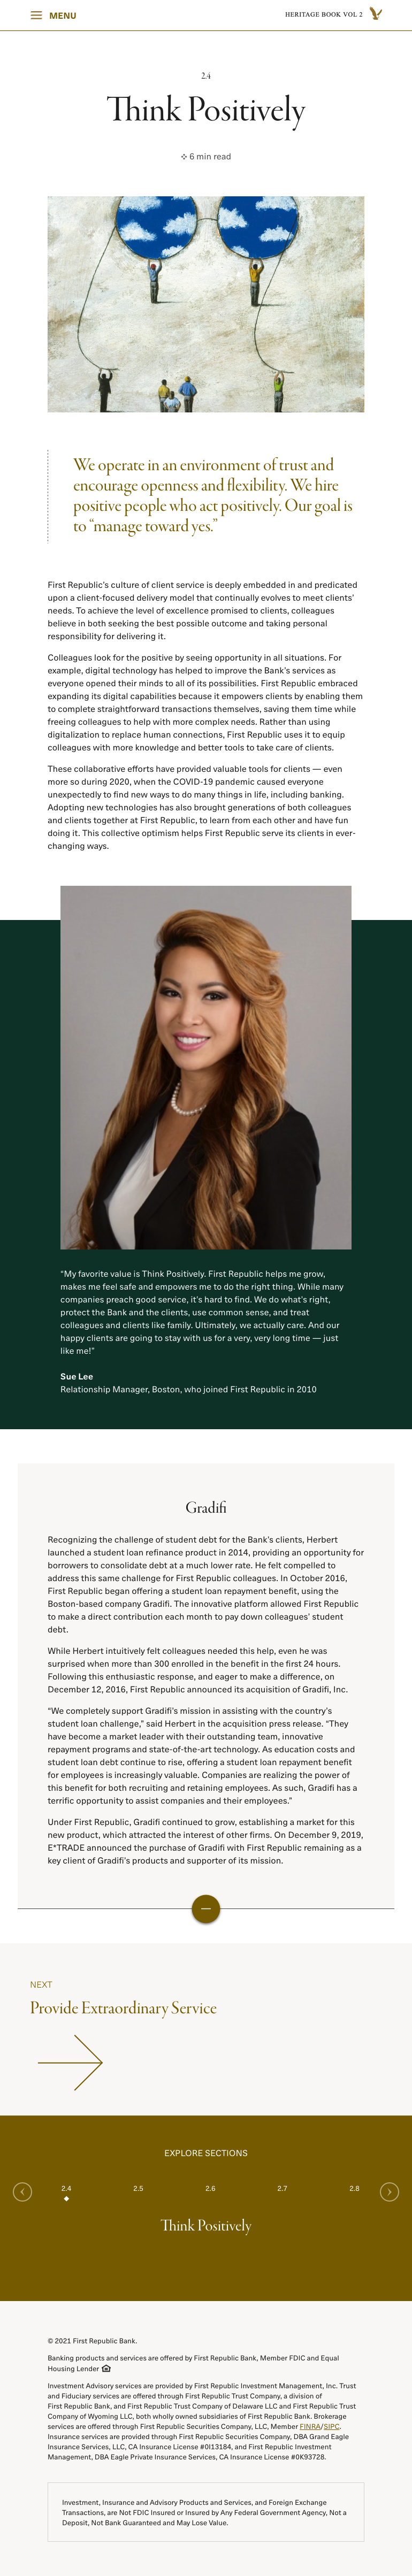 MENU
HERITAGE BOOK VOL 2
2.4
Think Positively
6 min read
We operate in an environment of trust and
encourage openness and flexibility. We hire
positive people who act positively. Our goal is
to “manage toward yes.”
First Republic’s culture of client service is deeply embedded in and predicated
upon a client-focused delivery model that continually evolves to meet clients’
needs. To achieve the level of excellence promised to clients, colleagues
believe in both seeking the best possible outcome and taking personal
responsibility for delivering it.
Colleagues look for the positive by seeing opportunity in all situations. For
example, digital technology has helped to improve the Bank’s services as
everyone opened their minds to all of its possibilities. First Republic embraced
expanding its digital capabilities because it empowers clients by enabling them
to complete straightforward transactions themselves, saving them time while
freeing colleagues to help with more complex needs. Rather than using
digitalization to replace human connections, First Republic uses it to equip
colleagues with more knowledge and better tools to take care of clients.
These collaborative efforts have provided valuable tools for clients — even
more so during 2020, when the COVID-19 pandemic caused everyone
unexpectedly to find new ways to do many things in life, including banking.
Adopting new technologies has also brought generations of both colleagues
and clients together at First Republic, to learn from each other and have fun
doing it. This collective optimism helps First Republic serve its clients in ever-
changing ways.
“My favorite value is Think Positively. First Republic helps me grow,
makes me feel safe and empowers me to do the right thing. While many
companies preach good service, it’s hard to find. We do what’s right,
protect the Bank and the clients, use common sense, and treat
colleagues and clients like family. Ultimately, we actually care. And our
happy clients are going to stay with us for a very, very long time — just
like me!”
Sue Lee
Relationship Manager, Boston, who joined First Republic in 2010
Gradifi
Recognizing the challenge of student debt for the Bank’s clients, Herbert
launched a student loan refinance product in 2014, providing an opportunity for
borrowers to consolidate debt at a much lower rate. He felt compelled to
address this same challenge for First Republic colleagues. In October 2016,
First Republic began offering a student loan repayment benefit, using the
Boston-based company Gradifi. The innovative platform allowed First Republic
to make a direct contribution each month to pay down colleagues’ student
debt.
While Herbert intuitively felt colleagues needed this help, even he was
surprised when more than 300 enrolled in the benefit in the first 24 hours.
Following this enthusiastic response, and eager to make a difference, on
December 12, 2016, First Republic announced its acquisition of Gradifi, Inc.
“We completely support Gradifi’s mission in assisting with the country’s
student loan challenge,” said Herbert in the acquisition press release. “They
have become a market leader with their outstanding team, innovative
repayment programs and state-of-the-art technology. As education costs and
student loan debt continue to rise, offering a student loan repayment benefit
for employees is increasingly valuable. Companies are realizing the power of
this benefit for both recruiting and retaining employees. As such, Gradifi has a
terrific opportunity to assist companies and their employees.”
Under First Republic, Gradifi continued to grow, establishing a market for this
new product, which attracted the interest of other firms. On December 9, 2019,
E*TRADE announced the purchase of Gradifi with First Republic remaining as a
key client of Gradifi’s products and supporter of its mission.
NEXT
Provide Extraordinary Service
EXPLORE SECTIONS
2.4 2.5 2.6 2.7 2.8
Think Positively
© 2021 First Republic Bank.
Banking products and services are offered by First Republic Bank, Member FDIC and Equal
Housing Lender
Investment Advisory services are provided by First Republic Investment Management, Inc. Trust
and Fiduciary services are offered through First Republic Trust Company, a division of
First Republic Bank, and First Republic Trust Company of Delaware LLC and First Republic Trust
Company of Wyoming LLC, both wholly owned subsidiaries of First Republic Bank. Brokerage
services are offered through First Republic Securities Company, LLC, Member FINRA/SIPC.
Insurance services are provided through First Republic Securities Company, DBA Grand Eagle
Insurance Services, LLC, CA Insurance License #0I13184, and First Republic Investment
Management, DBA Eagle Private Insurance Services, CA Insurance License #0K93728.
Investment, Insurance and Advisory Products and Services, and Foreign Exchange
Transactions, are Not FDIC Insured or Insured by Any Federal Government Agency, Not a
Deposit, Not Bank Guaranteed and May Lose Value.